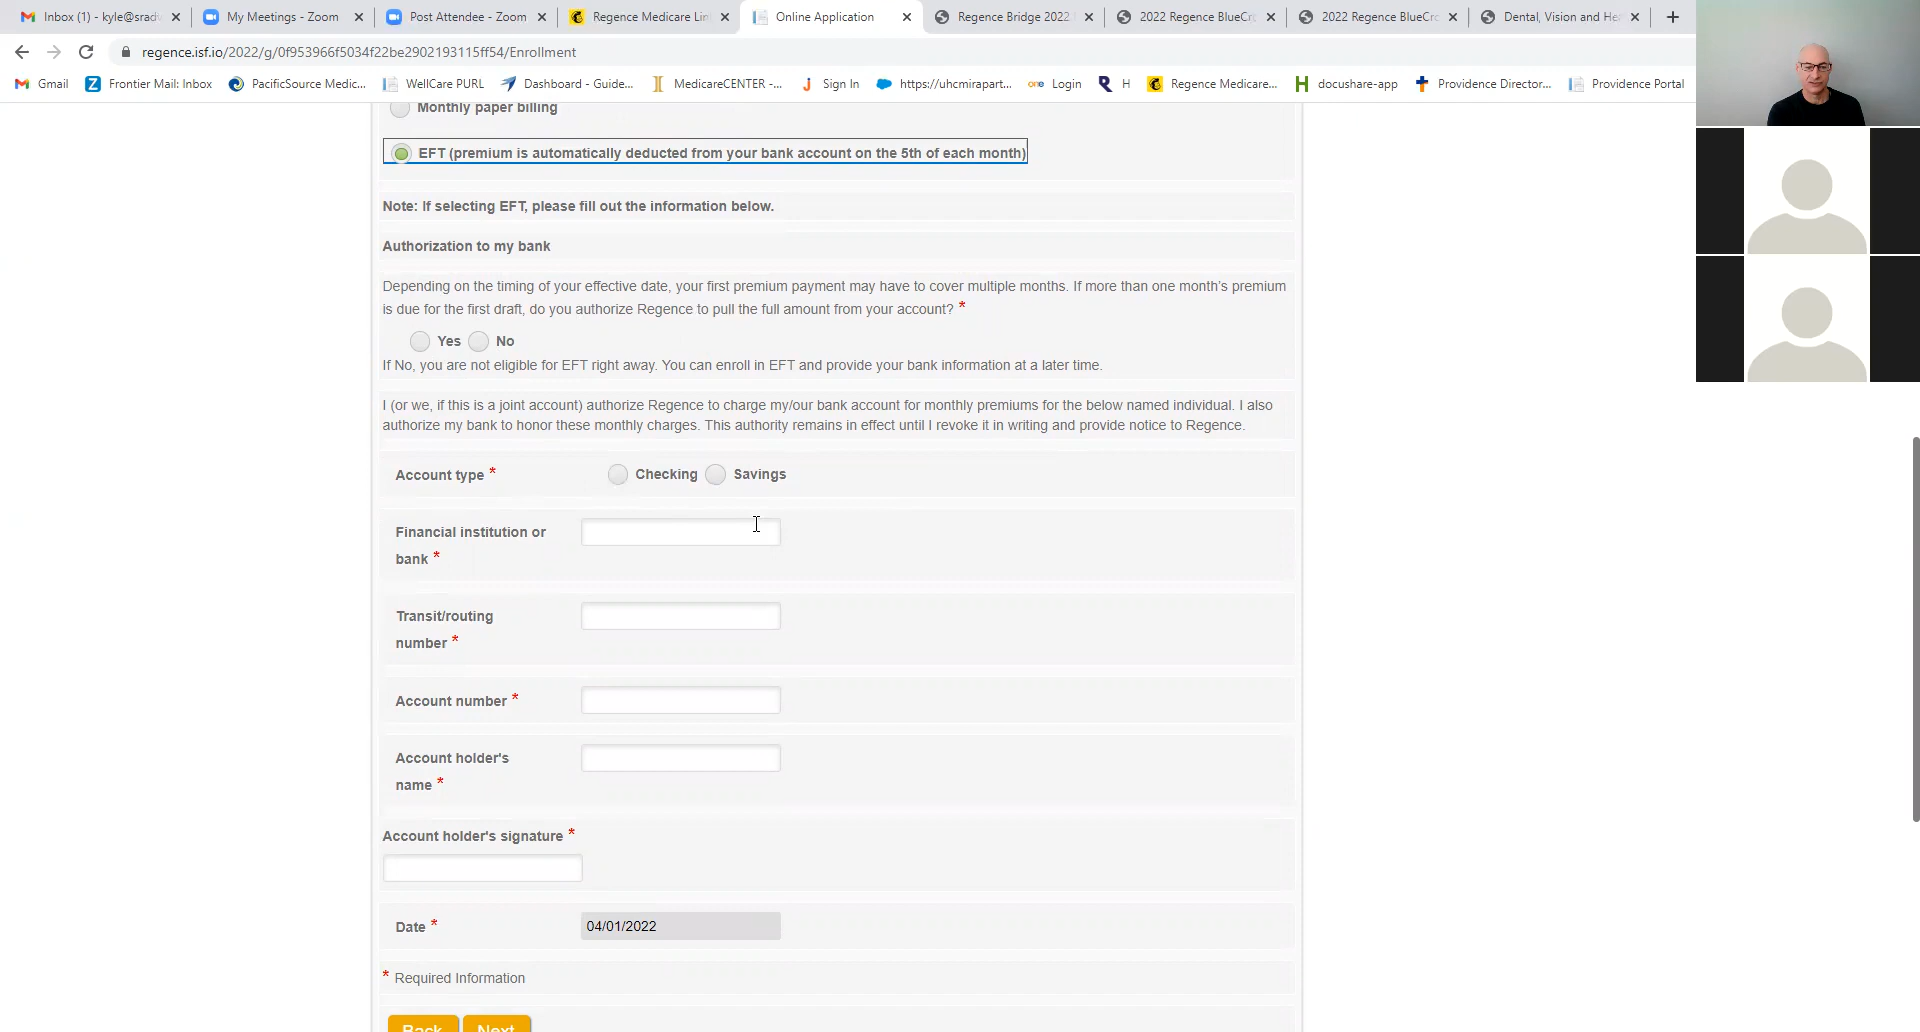 Inbox (1) - kyle@srad
My Meetings - Zoom
Post Attendee - Zoom
Regence Medicare Lin
Online Application
Regence Bridge 2022
2022 Regence BlueCr
2022 Regence BlueCr
Dental, Vision and He
regence.isf.io/2022/g/0f953966f5034f22be2902193115ff54/Enrollment
Gmail
Frontier Mail: Inbox
PacificSource Medic...
WellCare PURL
Dashboard - Guide...
MedicareCENTER -...
Sign In
https://uhcmirapart...
one Login
H
Regence Medicare...
docushare-app
Providence Director...
Providence Portal
Monthly paper billing
EFT (premium is automatically deducted from your bank account on the 5th of each month)
Note: If selecting EFT, please fill out the information below.
Authorization to my bank
Depending on the timing of your effective date, your first premium payment may have to cover multiple months. If more than one month's premium
is due for the first draft, do you authorize Regence to pull the full amount from your account? *
Yes No
If No, you are not eligible for EFT right away. You can enroll in EFT and provide your bank information at a later time.
I (or we, if this is a joint account) authorize Regence to charge my/our bank account for monthly premiums for the below named individual. I also
authorize my bank to honor these monthly charges. This authority remains in effect until I revoke it in writing and provide notice to Regence.
Account type * Checking Savings
Financial institution or
bank *
Transit/routing
number *
Account number *
Account holder's
name *
Account holder's signature *
Date * 04/01/2022
* Required Information
Back Next